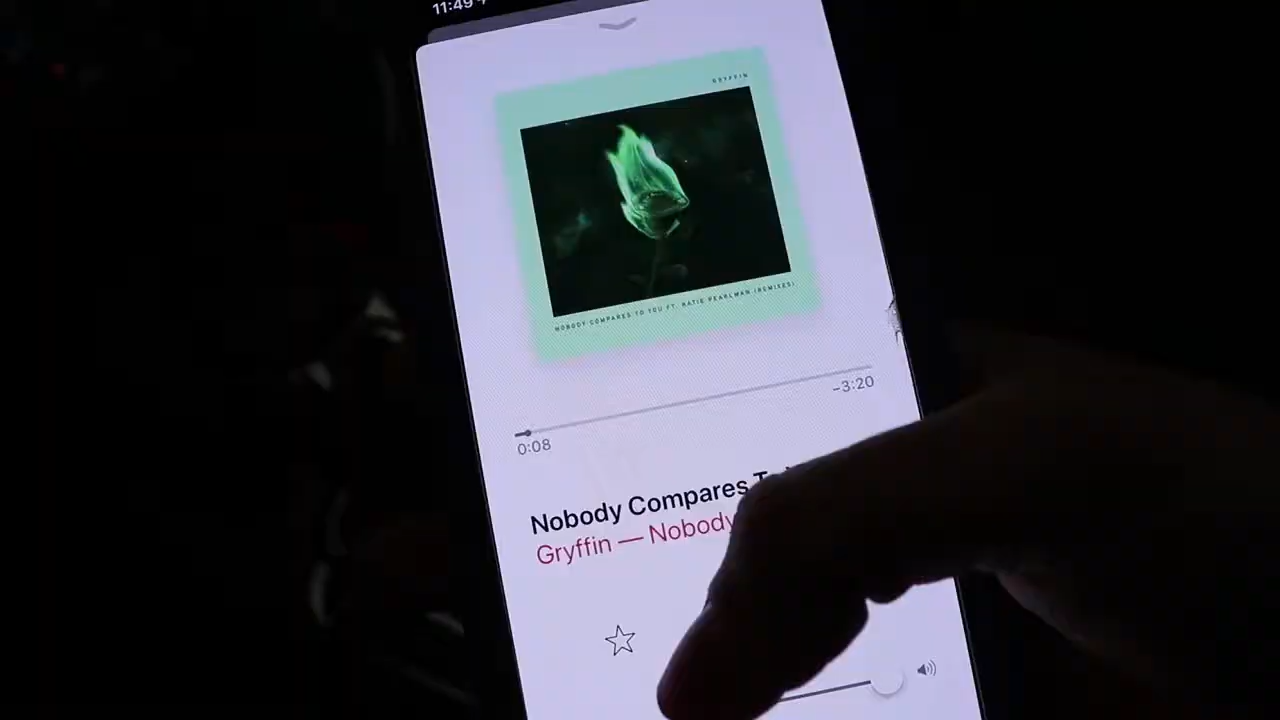 11:49
GRYFFIN
NOBODY COMPARES TO YOU FT. KATIE PEARLMAN (REMIXES)
-3:20
0:08
Nobody Compares
Gryffin — Nobody